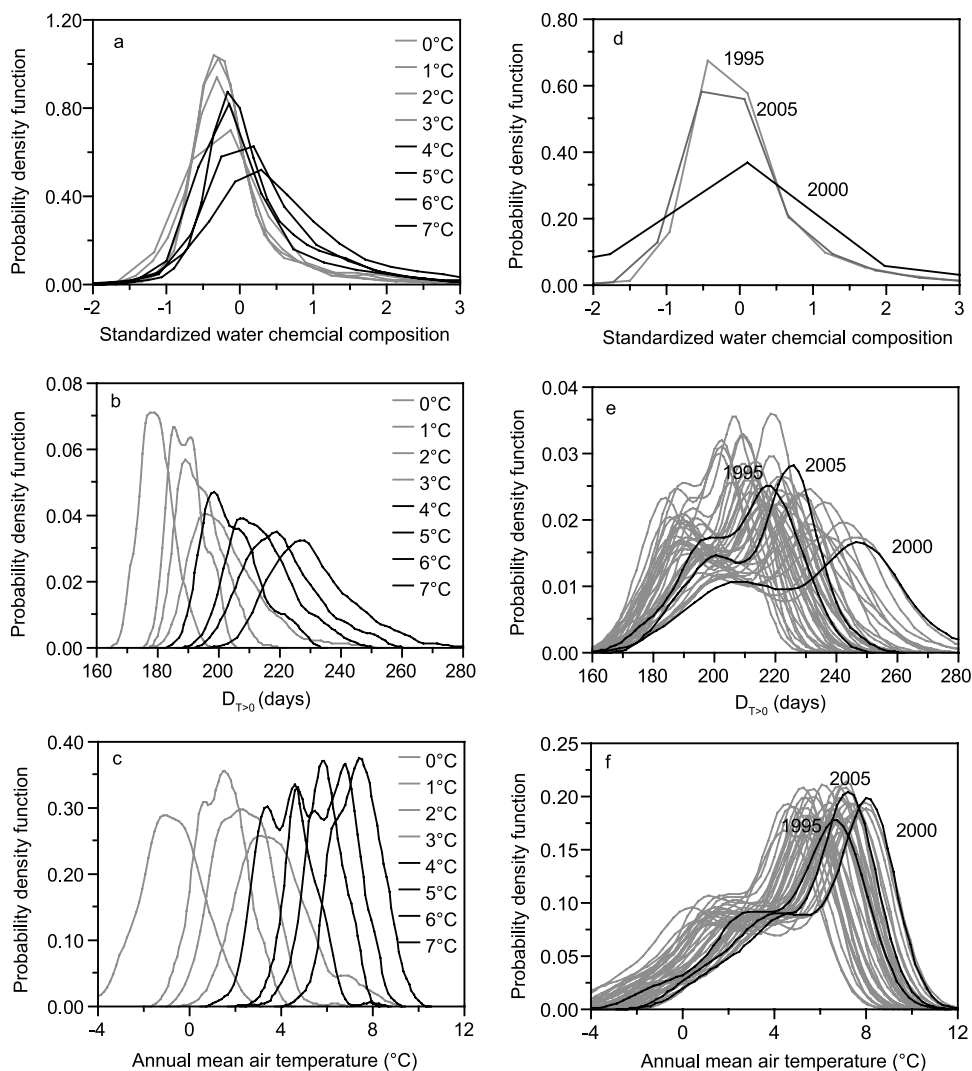 a
Probability density function
1.20
0.80
0.40
0.00
-2
-1
0
1
2
3
Standardized water chemcial composition
0°C
1°C
2°C
3°C
4°C
5°C
6°C
7°C
d
Probability density function
0.80
0.60
0.40
0.20
0.00
-2
-1
0
1
2
3
Standardized water chemcial composition
1995
2005
2000
b
Probability density function
0.08
0.06
0.04
0.02
0.00
160
180
200
220
240
260
280
D T>0 (days)
0°C
1°C
2°C
3°C
4°C
5°C
6°C
7°C
e
Probability density function
0.04
0.03
0.02
0.01
0.00
160
180
200
220
240
260
280
D T>0 (days)
1995
2005
2000
c
Probability density function
0.40
0.30
0.20
0.10
0.00
-4
0
4
8
12
Annual mean air temperature (°C)
0°C
1°C
2°C
3°C
4°C
5°C
6°C
7°C
f
Probability density function
0.25
0.20
0.15
0.10
0.05
0.00
-4
0
4
8
12
Annual mean air temperature (°C)
2005
1995
2000